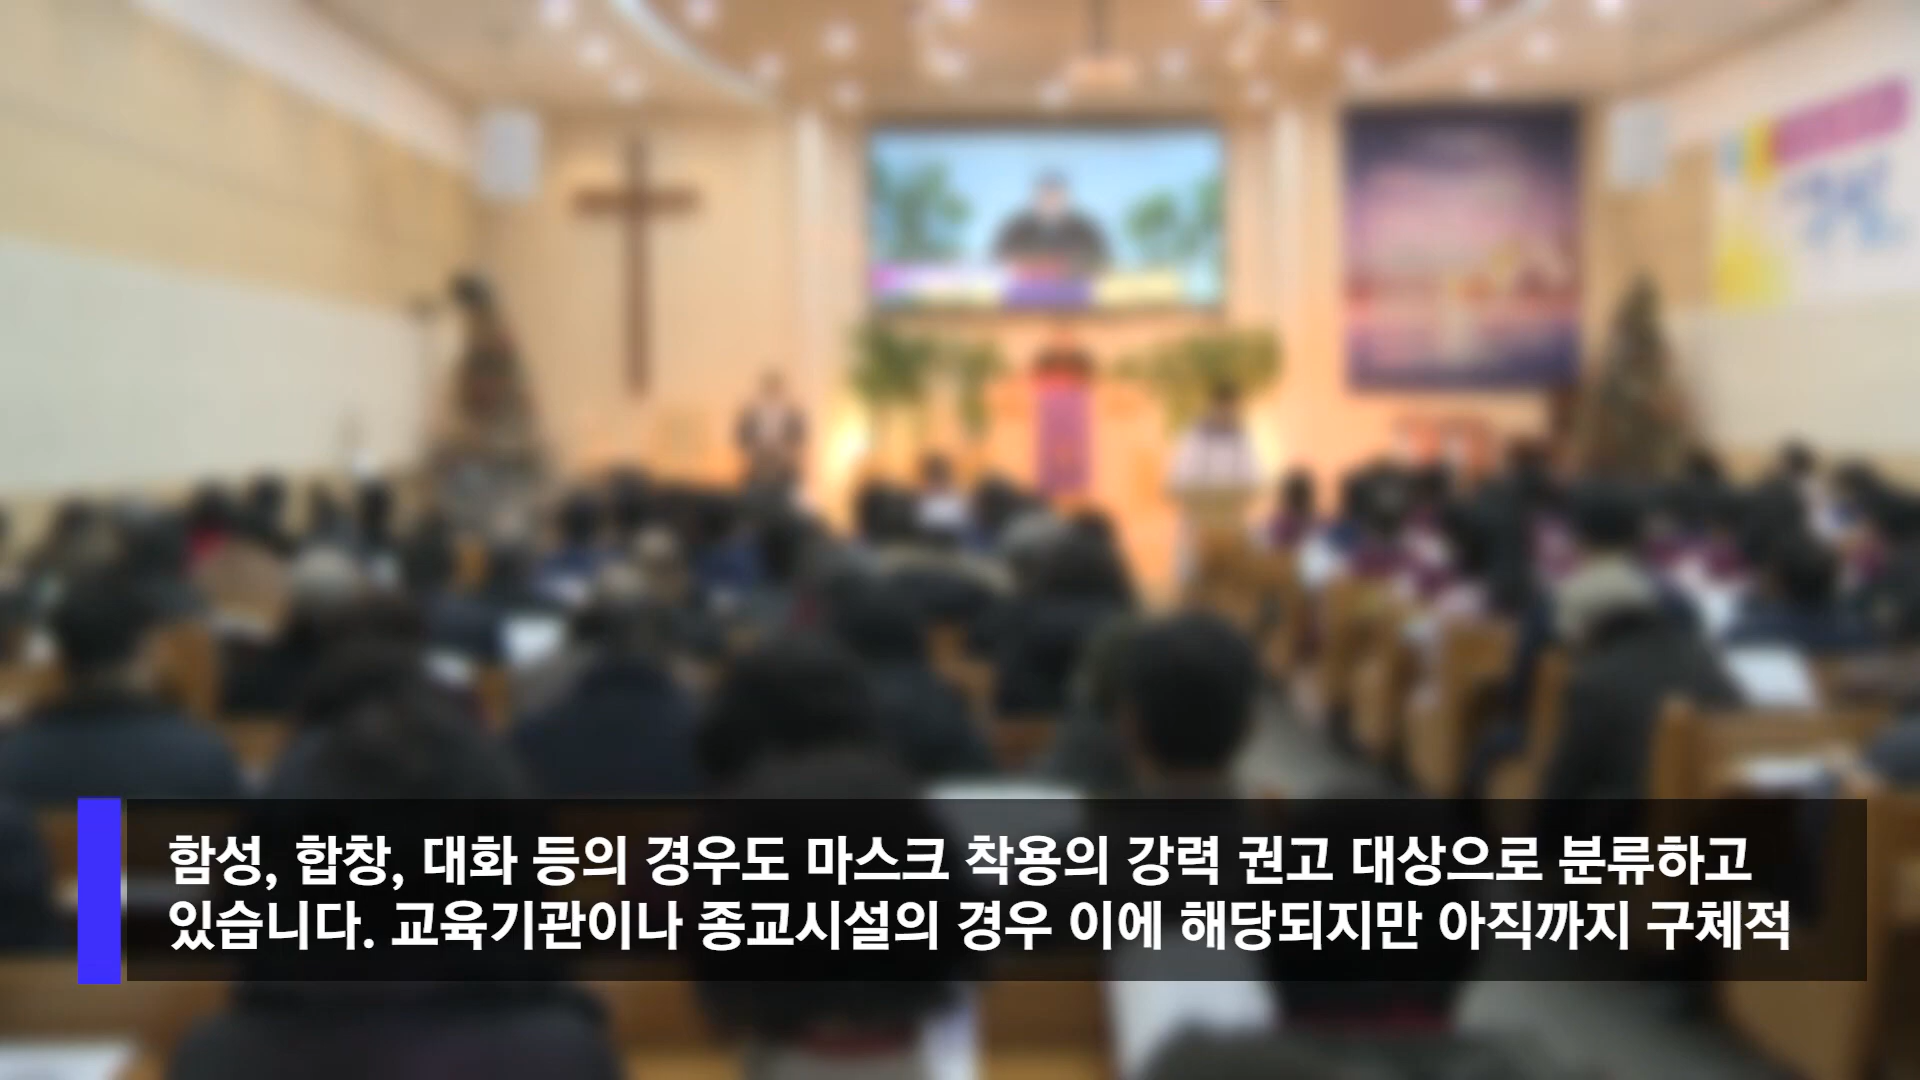 함성, 합창, 대화 등의 경우도 마스크 착용의 강력 권고 대상으로 분류하고
있습니다. 교육기관이나 종교시설의 경우 이에 해당되지만 아직까지 구체적